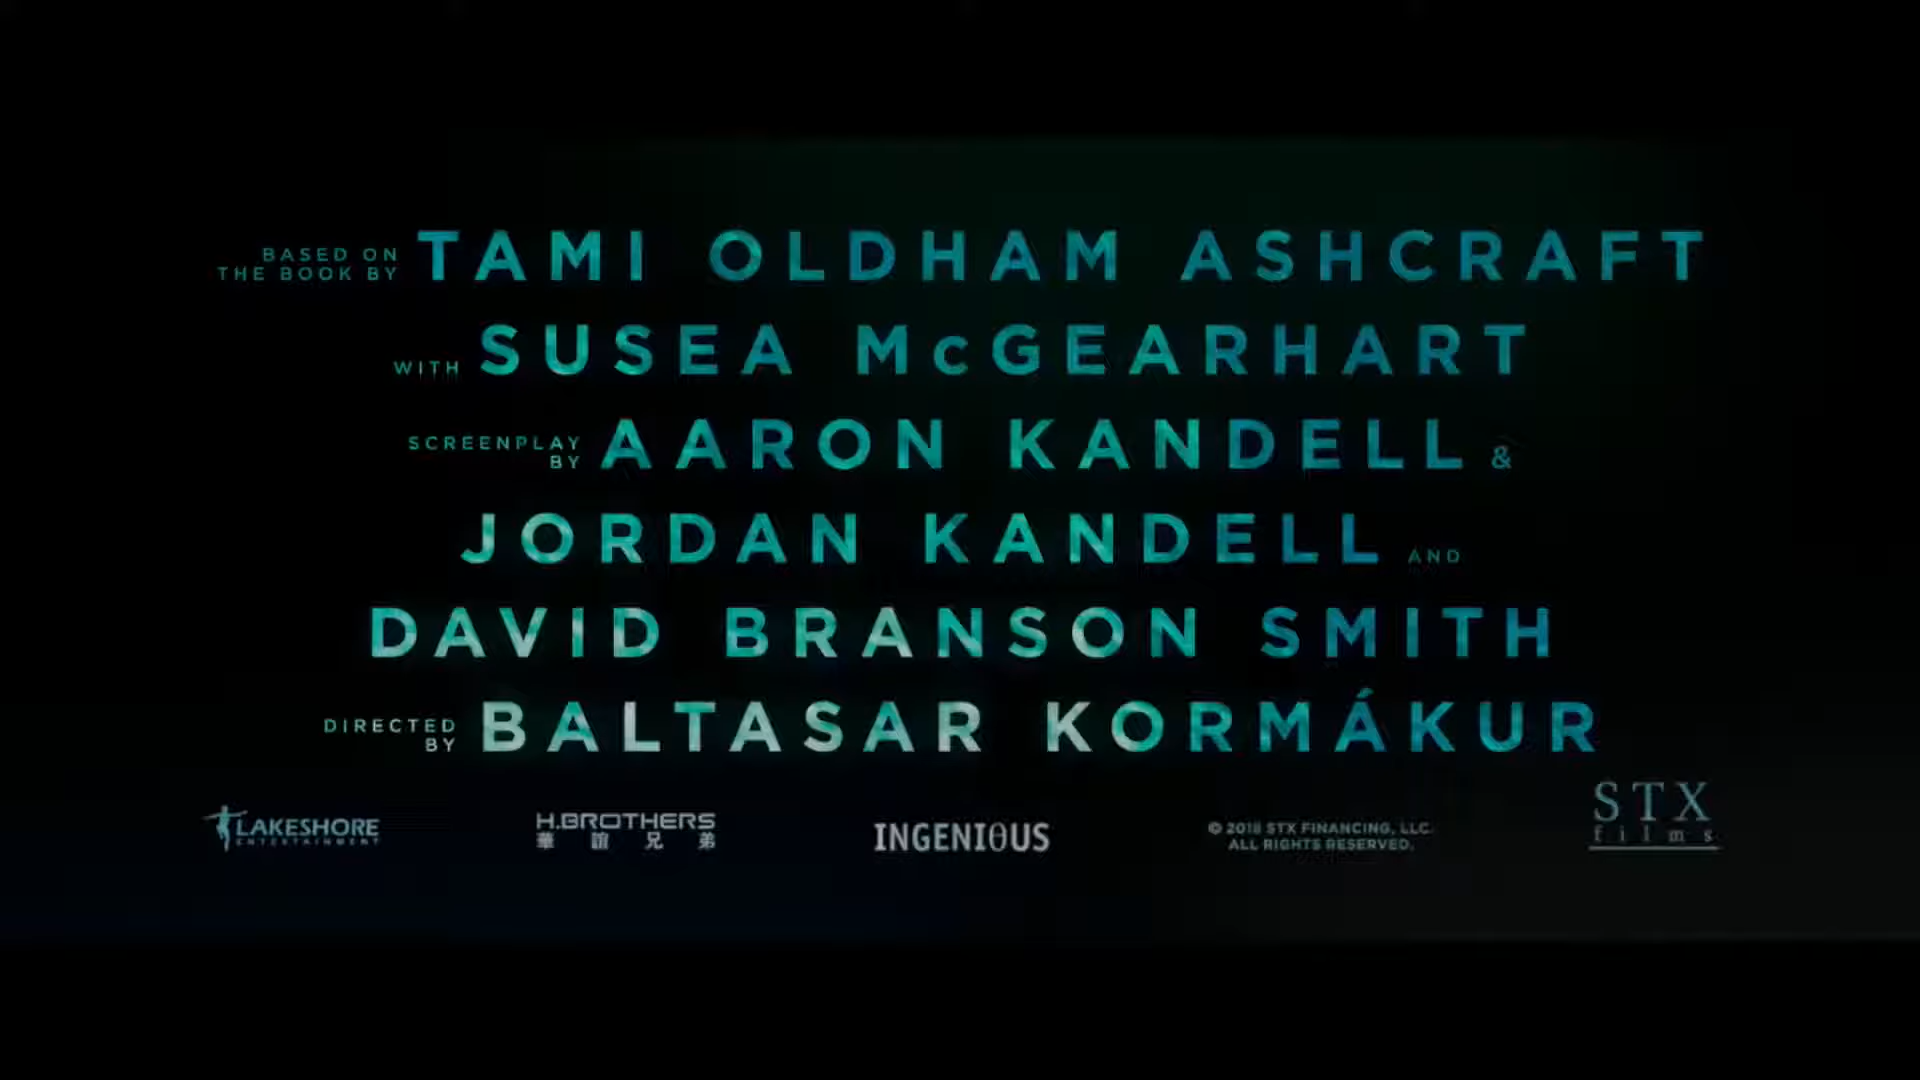 BASED ON
THE BOOK BY
TAMI OLDHAM ASHCRAFT
WITH SUSEA McGEARHART
SCREENPLAY
BY
AARON KANDELL &
JORDAN KANDELL AND
DAVID BRANSON SMITH
DIRECTED
BY
BALTASAR KORMÁKUR
LAKESHORE
ENTERTAINMENT
H.BROTHERS
華誼兄弟
INGENIθUS
© 2018 STX FINANCING, LLC.
ALL RIGHTS RESERVED.
STX
films